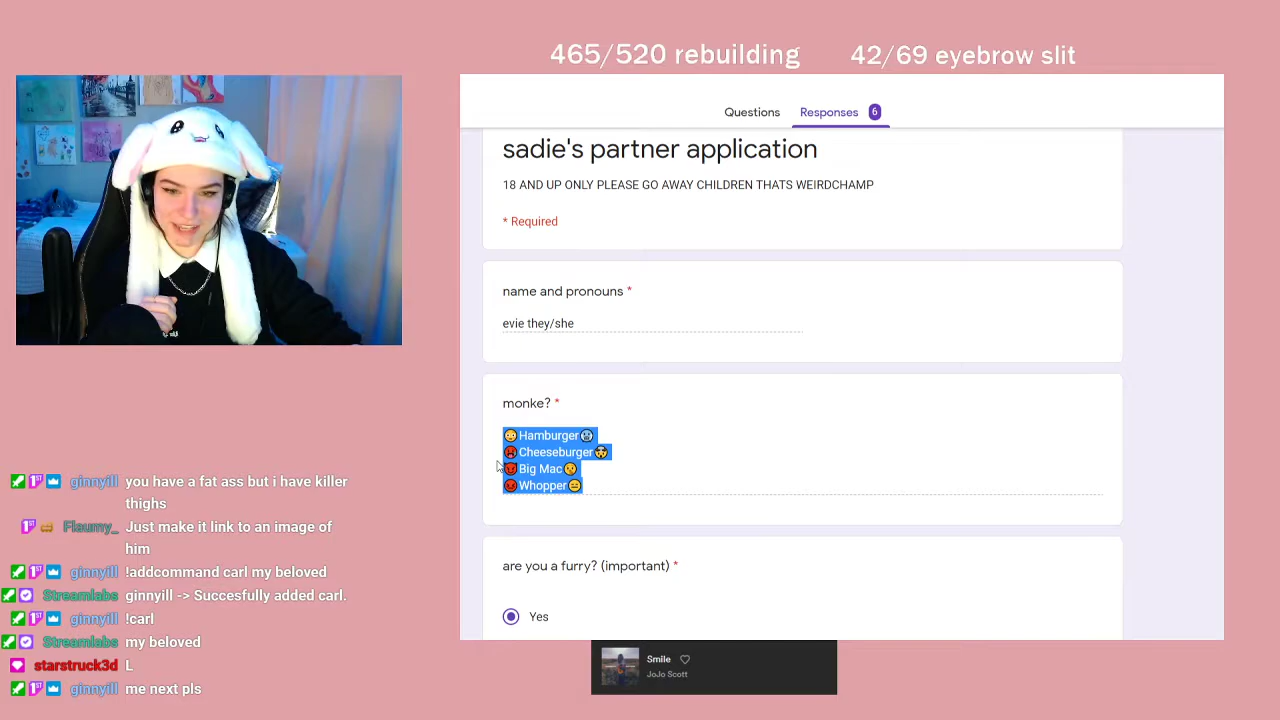 465/520 rebuilding
42/69 eyebrow slit
Questions
Responses
6
sadie's partner application
18 AND UP ONLY PLEASE GO AWAY CHILDREN THATS WEIRDCHAMP
* Required
name and pronouns *
evie they/she
monke? *
😳Hamburger🥶
😡Cheeseburger🤯
😡Big Mac🤨
😡Whopper😑
are you a furry? (important) *
Yes
ginnyill you have a fat ass but i have killer
thighs
Flaumy_ Just make it link to an image of
him
ginnyill !addcommand carl my beloved
Streamlabs ginnyill -> Succesfully added carl.
ginnyill !carl
Streamlabs my beloved
starstruck3d L
ginnyill me next pls
Smile
JoJo Scott